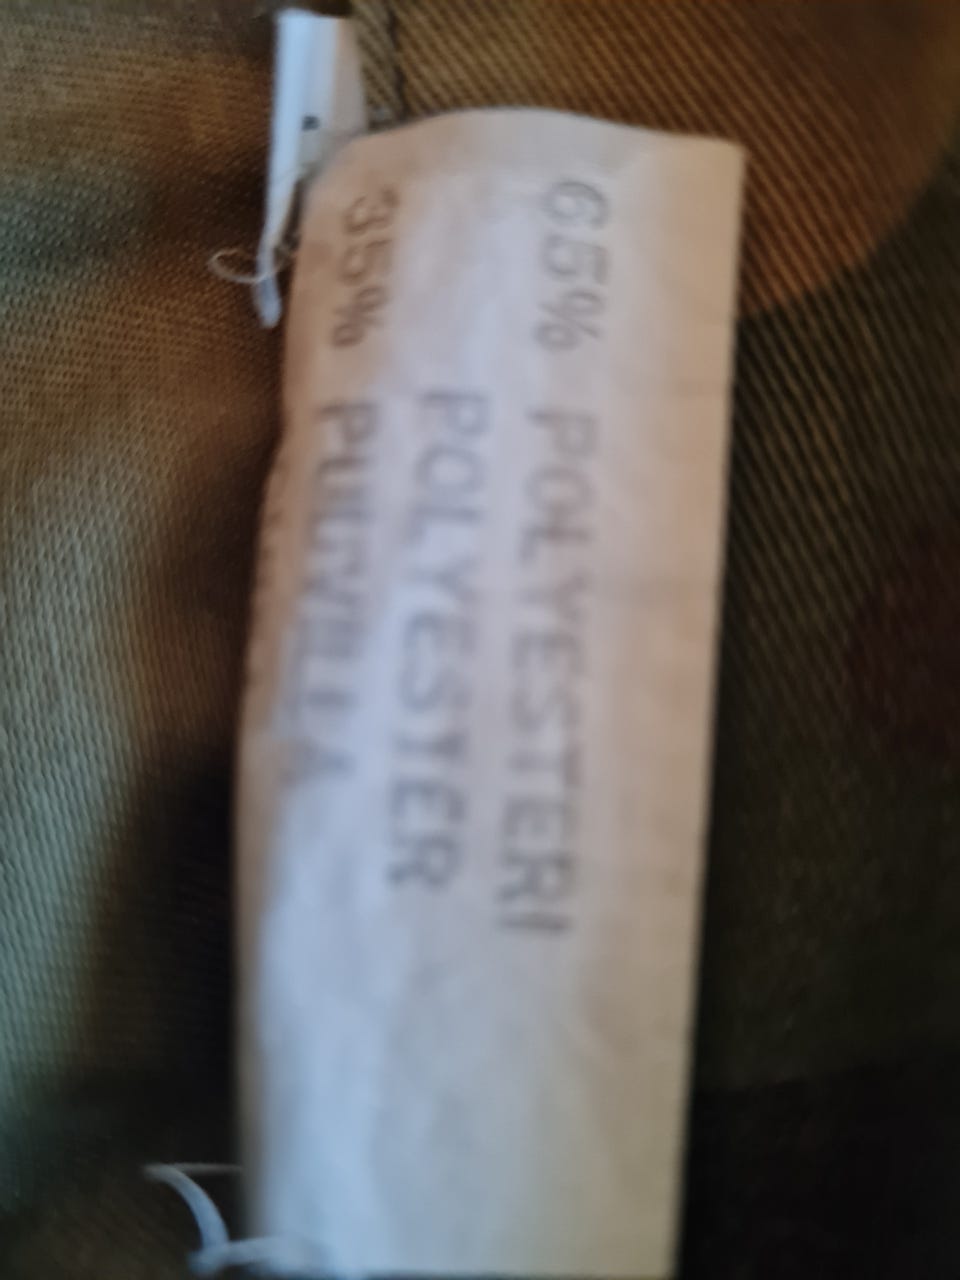 65% POLYESTERI
POLYESTER
35% PUUVILLA